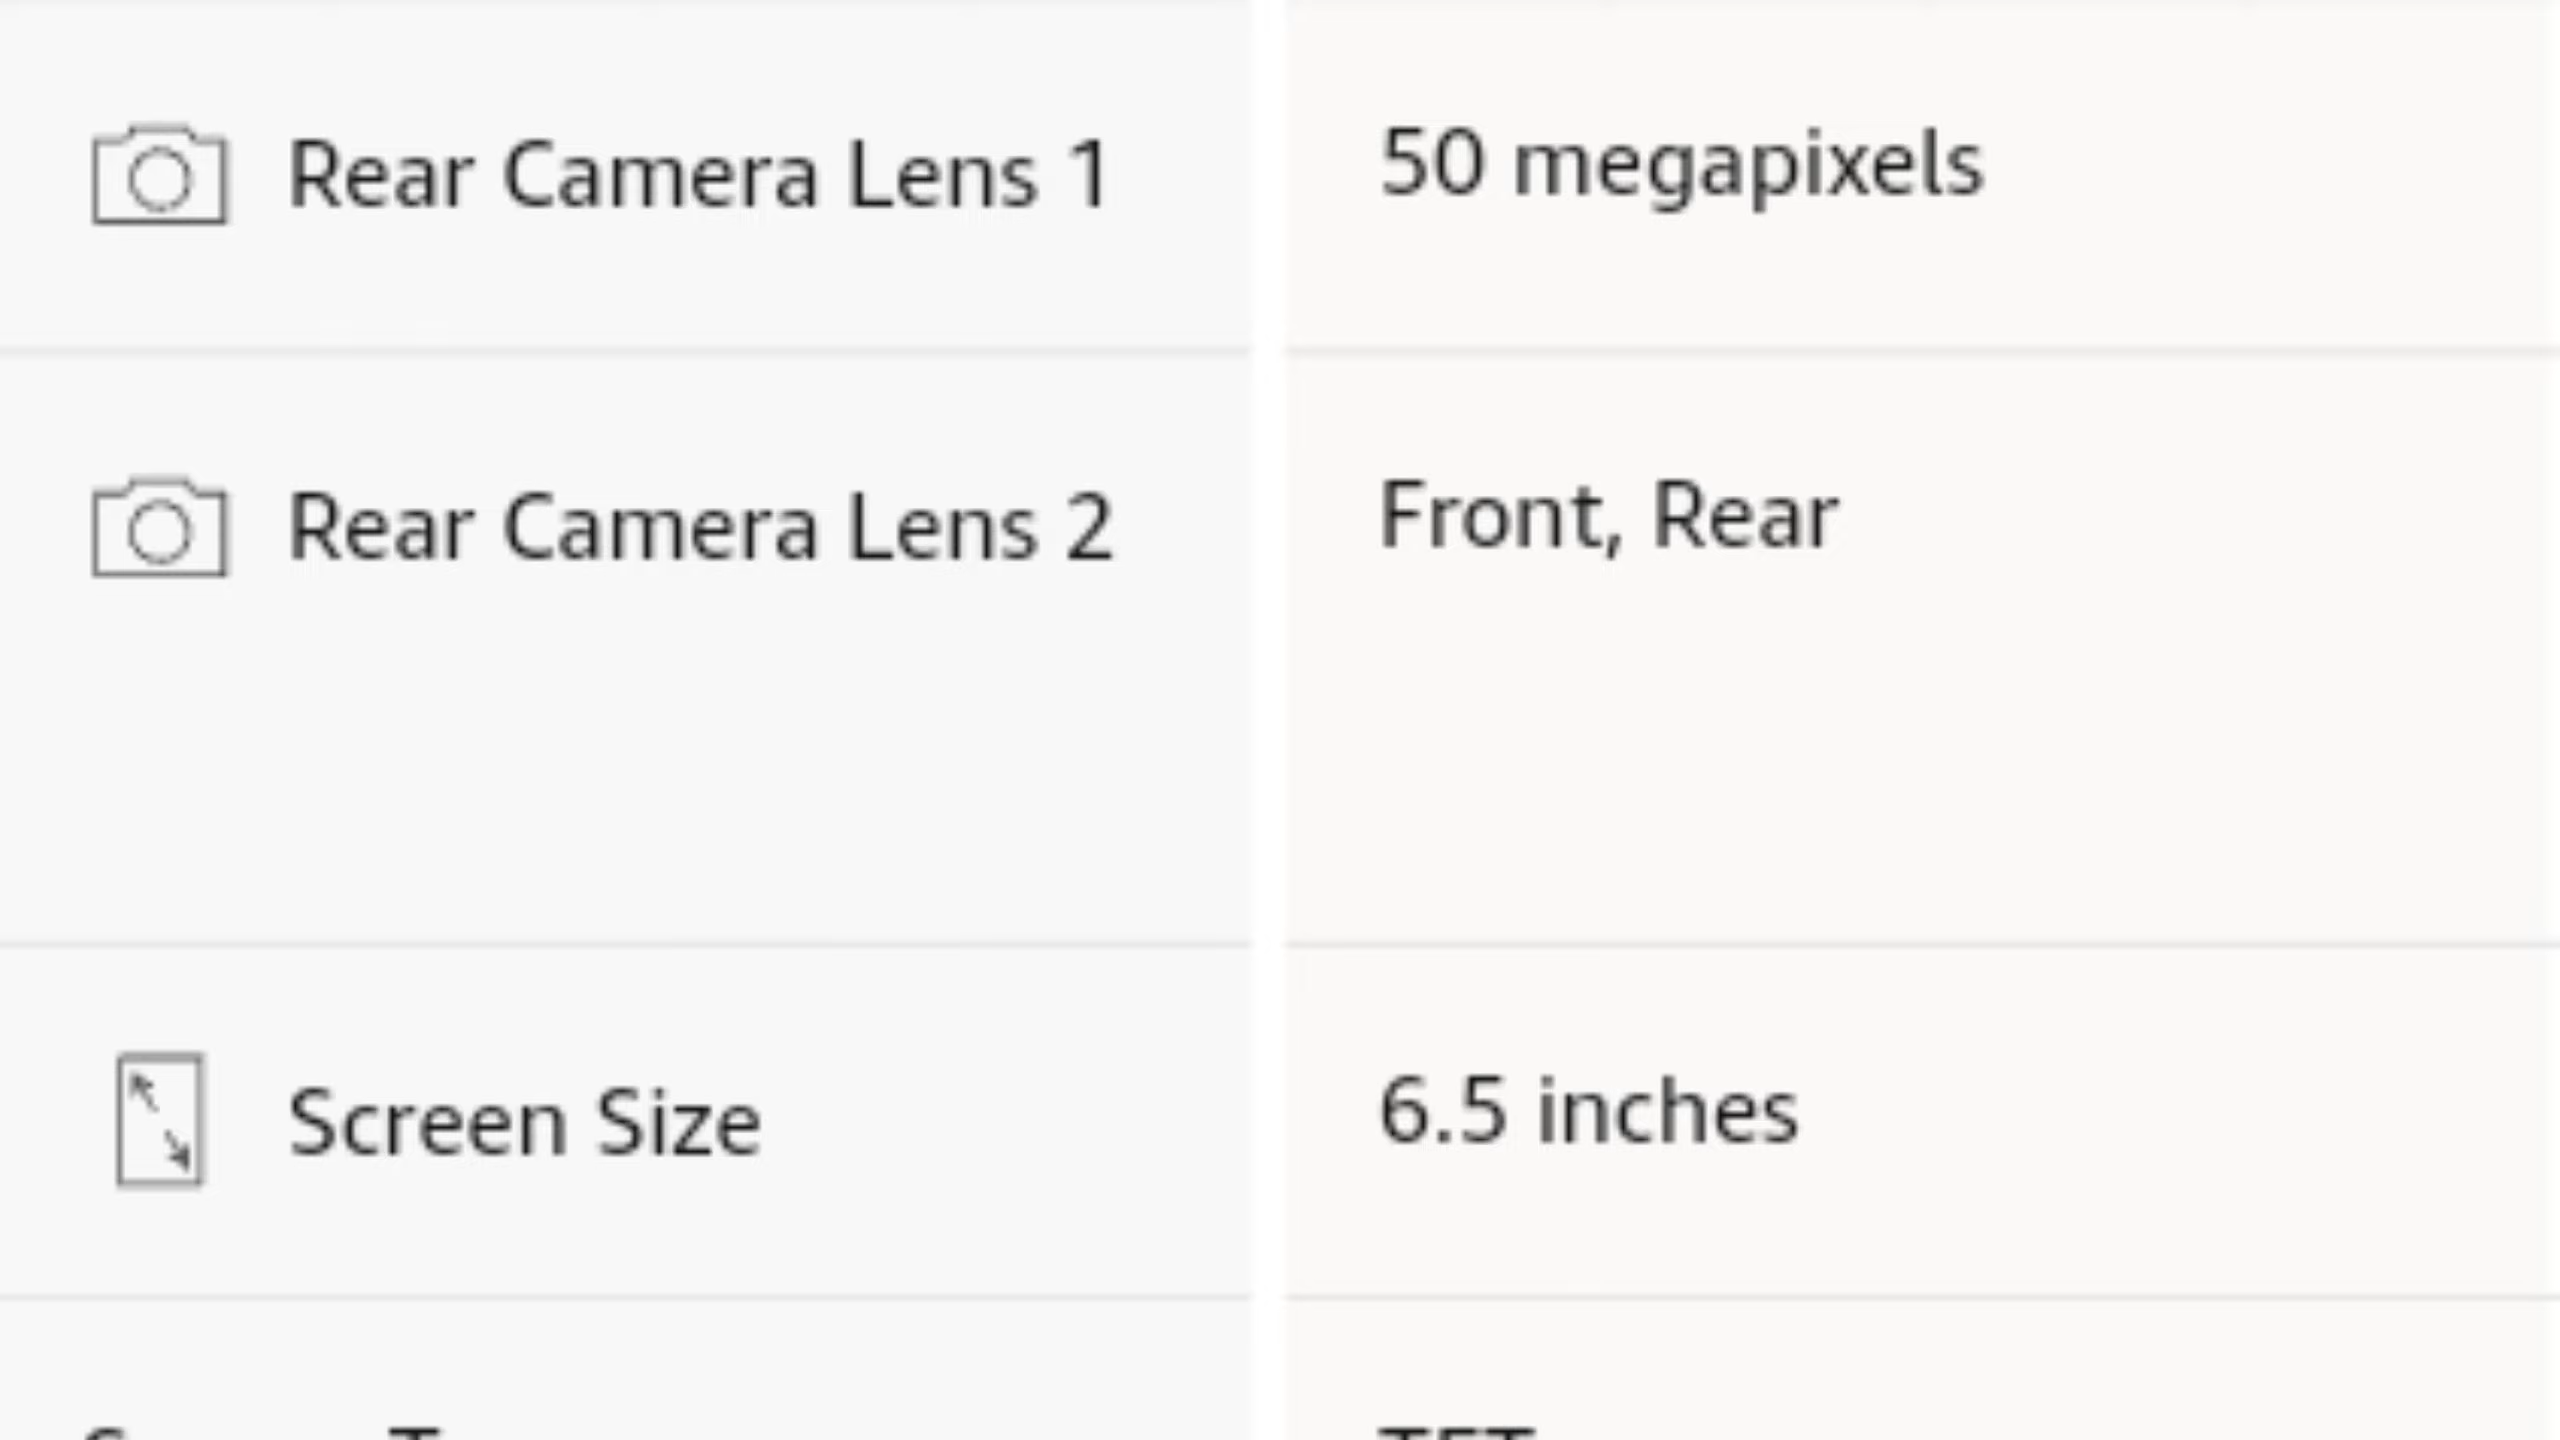 Rear Camera Lens 1
50 megapixels
Rear Camera Lens 2
Front, Rear
Screen Size
6.5 inches